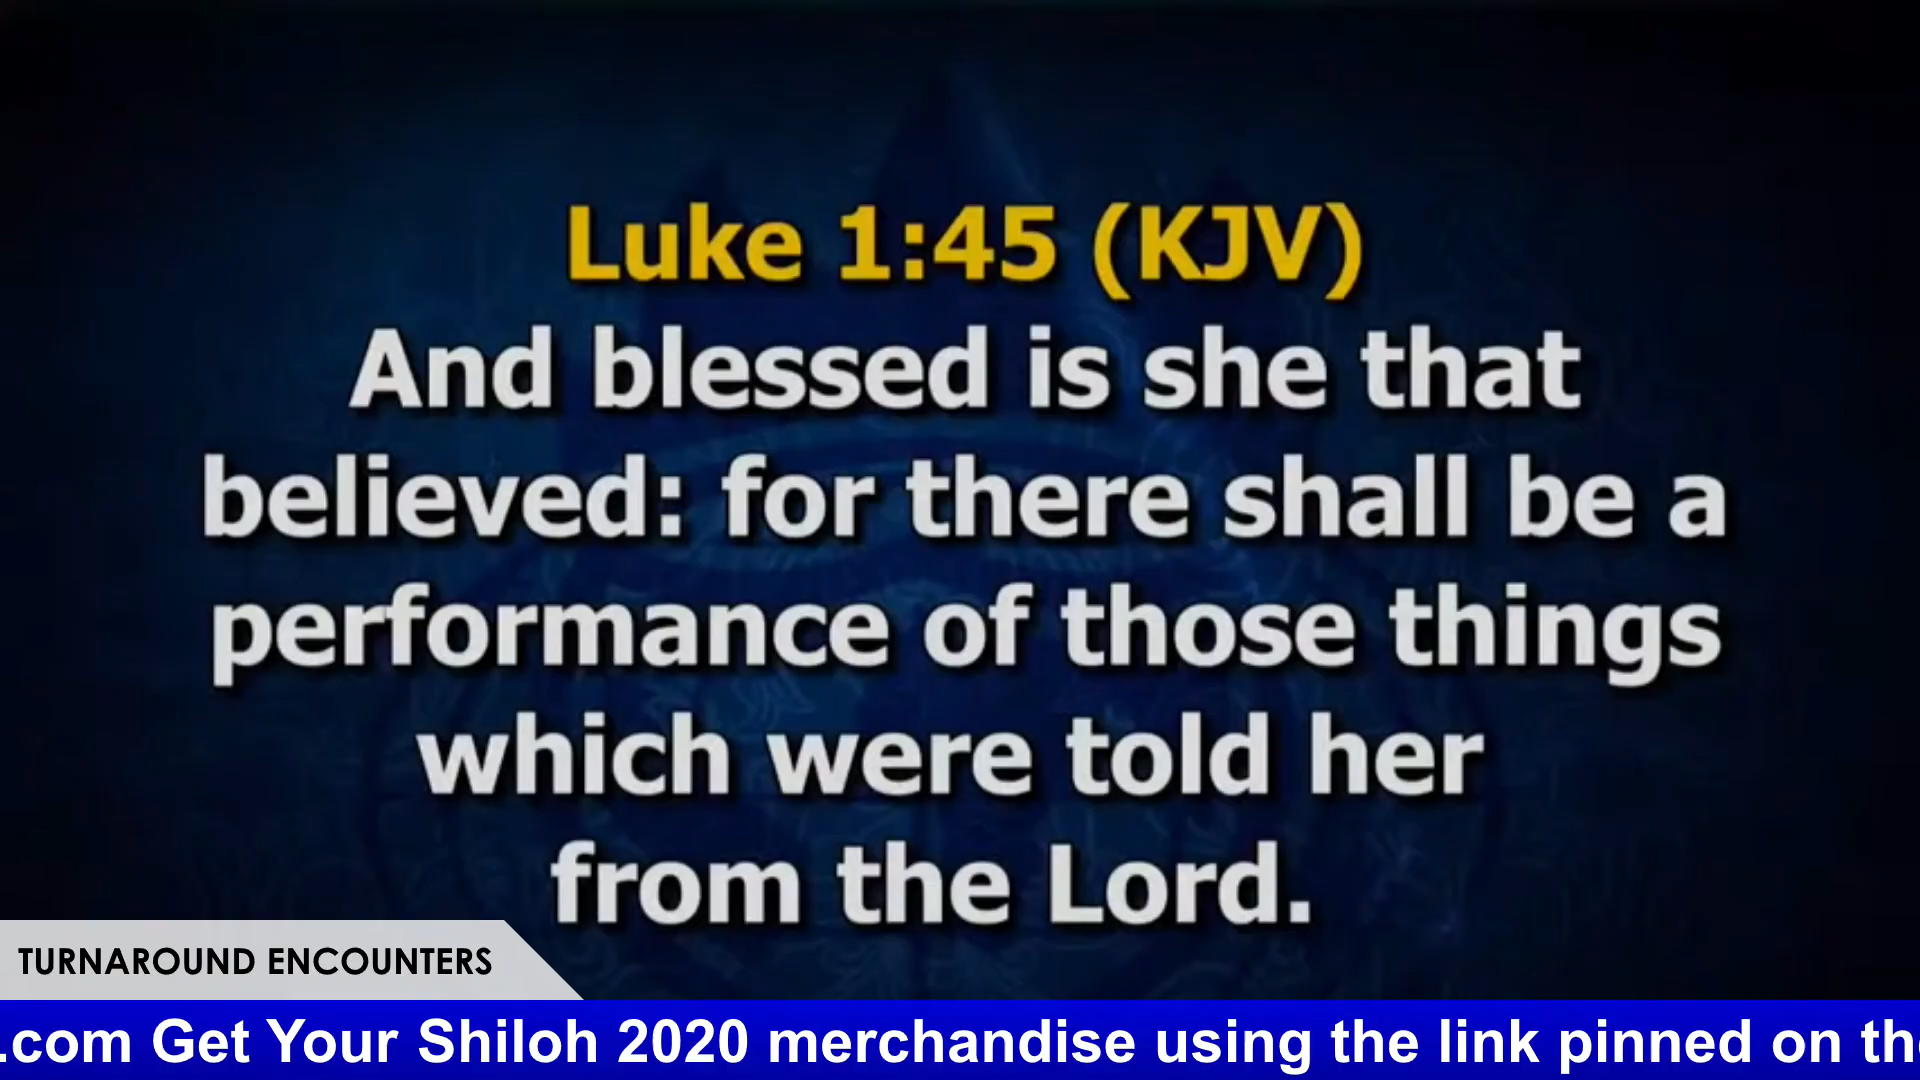 Luke 1:45 (KJV)
And blessed is she that
believed: for there shall be a
performance of those things
which were told her
from the Lord.
TURNAROUND ENCOUNTERS
.com Get Your Shiloh 2020 merchandise using the link pinned on